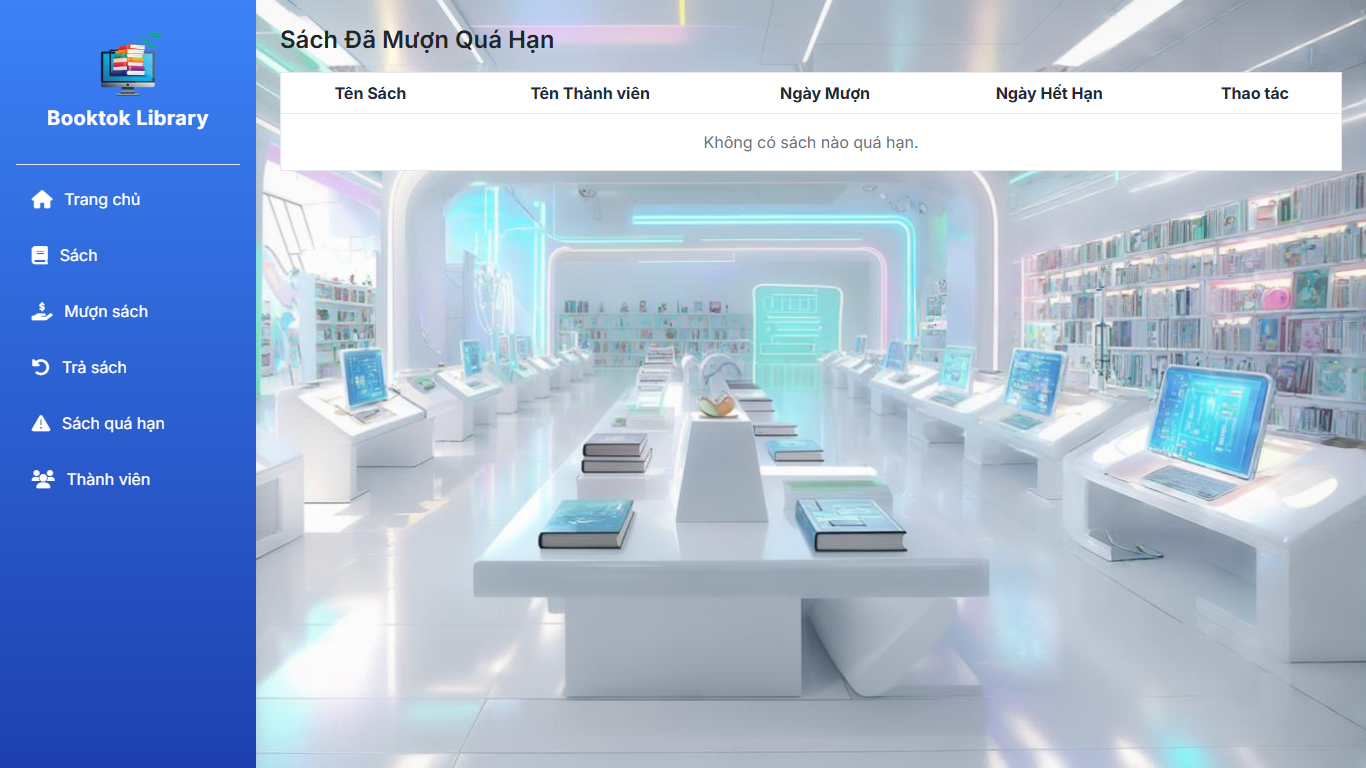 Booktok Library
Trang chủ
Sách
Mượn sách
Trả sách
Sách quá hạn
Thành viên
Sách Đã Mượn Quá Hạn
Tên Sách Tên Thành viên Ngày Mượn Ngày Hết Hạn Thao tác
Không có sách nào quá hạn.